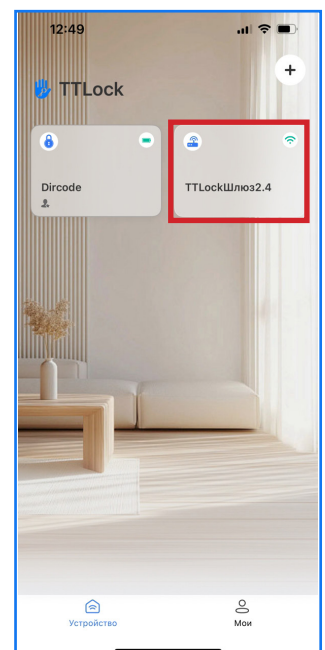 12:49
TTLock
+
Dircode
TTLockШлюз2.4
Устройство
Мои